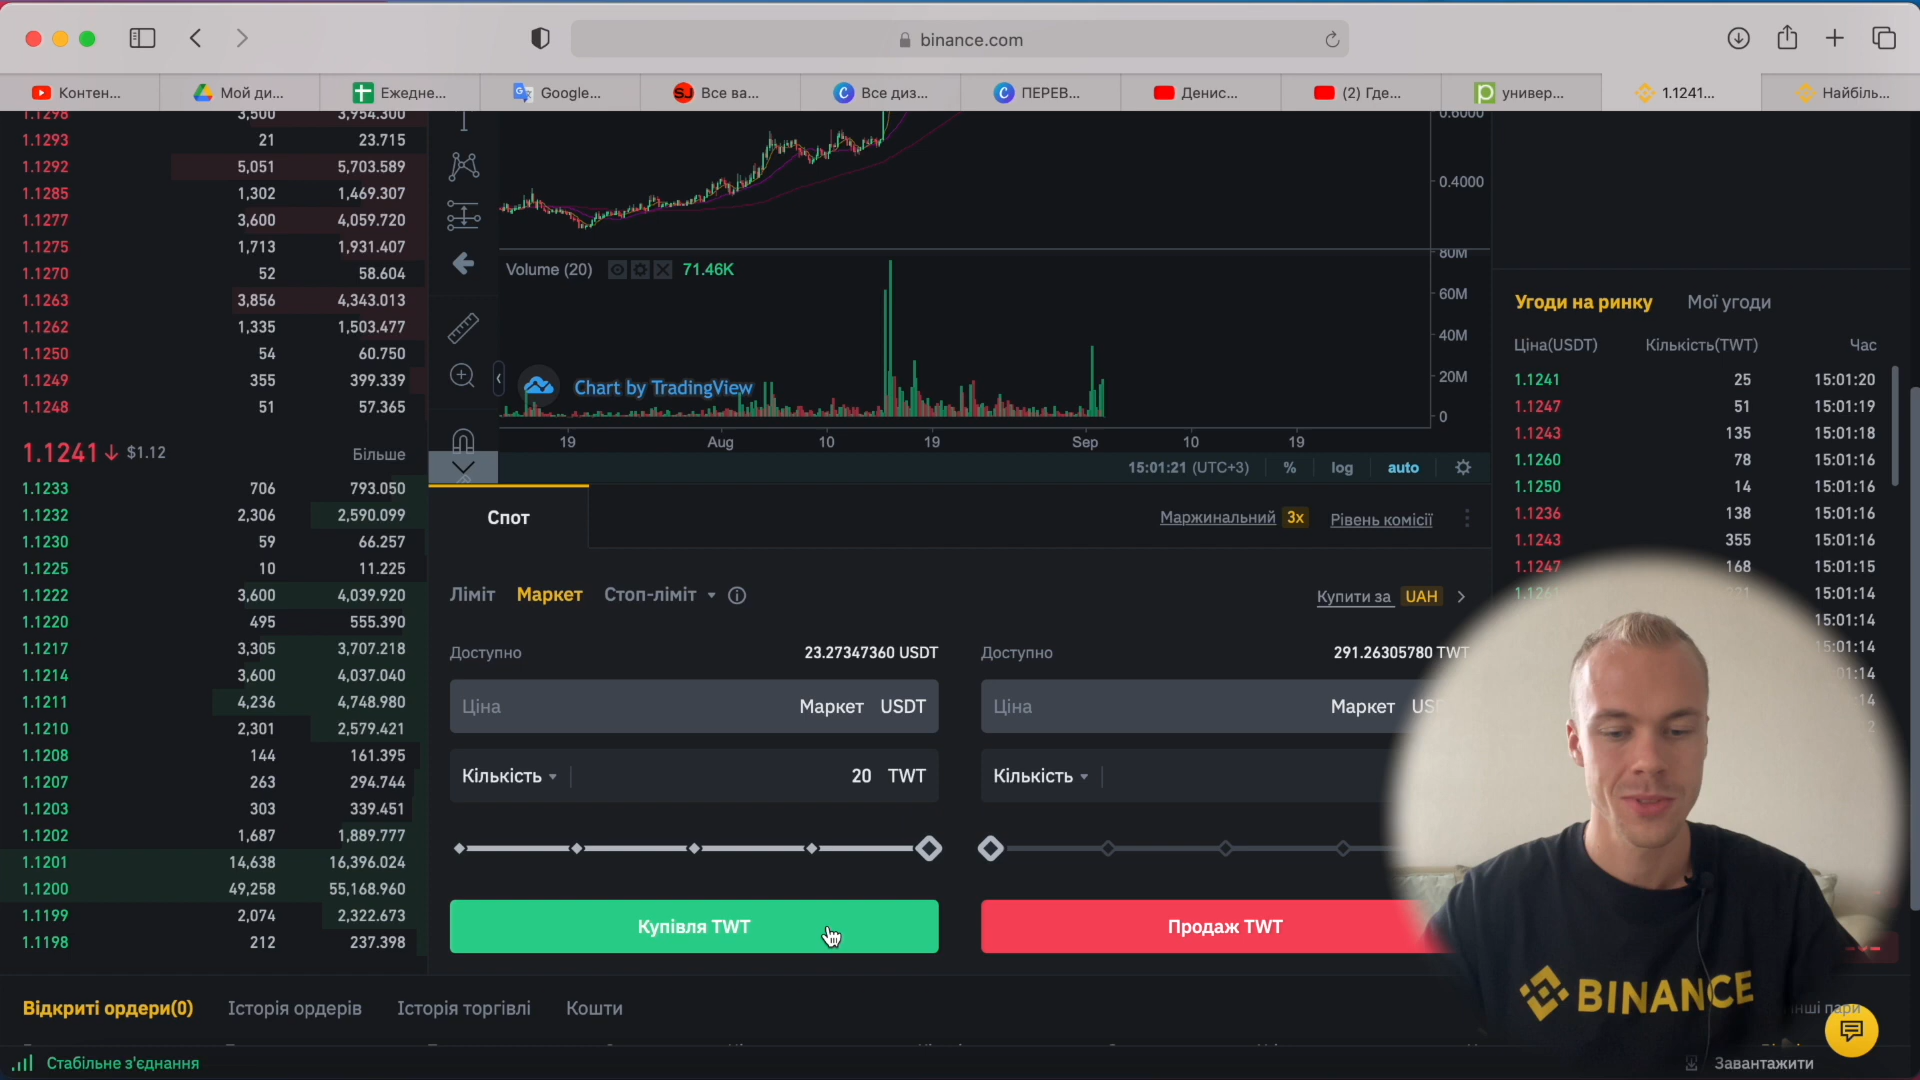 binance.com
Контен...
Мой ди...
Ежедне...
Google...
Все ва...
Все диз...
ПЕРЕВ...
Денис...
(2) Где...
универ...
1.1241...
Найбіль...
1.1298 3,500 3,954.300
1.1293 21 23.715
1.1292 5,051 5,703.589
1.1285 1,302 1,469.307
1.1277 3,600 4,059.720
1.1275 1,713 1,931.407
1.1270 52 58.604
1.1263 3,856 4,343.013
1.1262 1,335 1,503.477
1.1250 54 60.750
1.1249 355 399.339
1.1248 51 57.365
1.1241 $1.12 Більше
1.1233 706 793.050
1.1232 2,306 2,590.099
1.1230 59 66.257
1.1225 10 11.225
1.1222 3,600 4,039.920
1.1220 495 555.390
1.1217 3,305 3,707.218
1.1214 3,600 4,037.040
1.1211 4,236 4,748.980
1.1210 2,301 2,579.421
1.1208 144 161.395
1.1207 263 294.744
1.1203 303 339.451
1.1202 1,687 1,889.777
1.1201 14,638 16,396.024
1.1200 49,258 55,168.960
1.1199 2,074 2,322.673
1.1198 212 237.398
0.6000
0.4000
Volume (20) 71.46K
80M
60M
40M
20M
0
Chart by TradingView
19 Aug 10 19 Sep 10 19
15:01:21 (UTC+3) % log auto
Спот
Маржинальний 3x Рівень комісії
Ліміт Маркет Стоп-ліміт
Купити за UAH
Доступно 23.27347360 USDT
Ціна Маркет USDT
Кількість 20 TWT
Купівля TWT
Доступно 291.26305780 TWT
Ціна Маркет
Кількість
Продаж TWT
Угоди на ринку Мої угоди
Ціна(USDT) Кількість(TWT) Час
1.1241 25 15:01:20
1.1247 51 15:01:19
1.1243 135 15:01:18
1.1260 78 15:01:16
1.1250 14 15:01:16
1.1236 138 15:01:16
1.1243 355 15:01:16
1.1247 168 15:01:15
15:01:14
15:01:14
15:01:14
BINANCE
інші пари
Відкриті ордери(0) Історія ордерів Історія торгівлі Кошти
Стабільне з'єднання
Завантажити